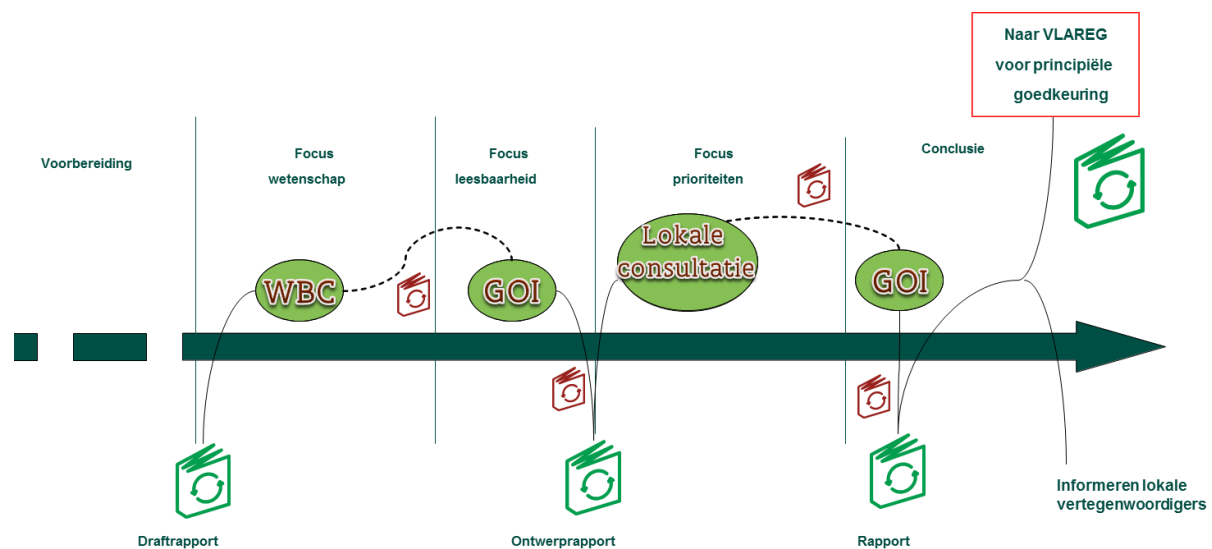 Naar VLAREG
voor principiële
goedkeuring
Voorbereiding
Focus
wetenschap
Focus
leesbaarheid
Focus
prioriteiten
Conclusie
WBC
GOI
Lokale
consultatie
GOI
Informeren lokale
vertegenwoordigers
Draftrapport
Ontwerprapport
Rapport